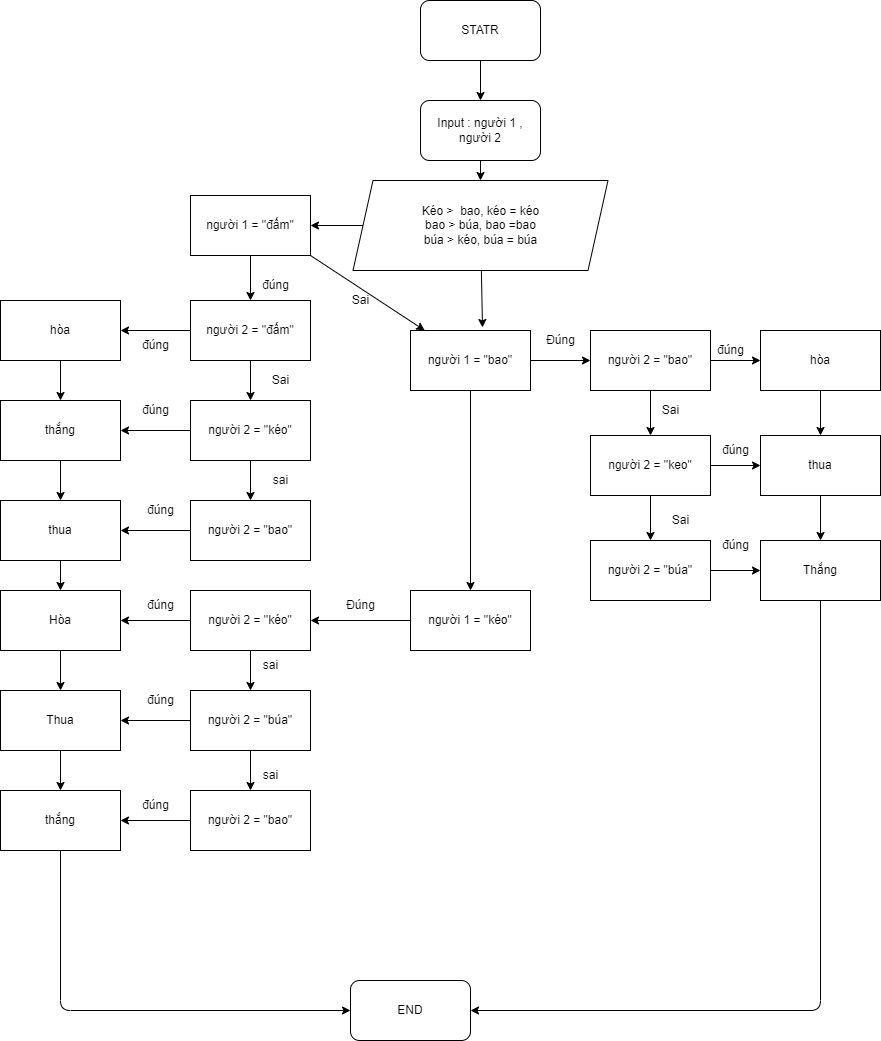 STATR
Input : người 1 ,
người 2
Kéo >  bao, kéo = kéo
bao > búa, bao =bao
búa > kéo, búa = búa
người 1 = "đấm"
đúng
Sai
hòa
đúng
người 2 = "đấm"
Sai
thắng
đúng
người 2 = "kéo"
sai
thua
đúng
người 2 = "bao"
người 1 = "bao"
Đúng
người 2 = "bao"
đúng
hòa
Sai
người 2 = "keo"
đúng
thua
Sai
người 2 = "búa"
đúng
Thắng
người 1 = "kéo"
Đúng
người 2 = "kéo"
đúng
Hòa
sai
người 2 = "búa"
đúng
Thua
sai
người 2 = "bao"
đúng
thắng
END